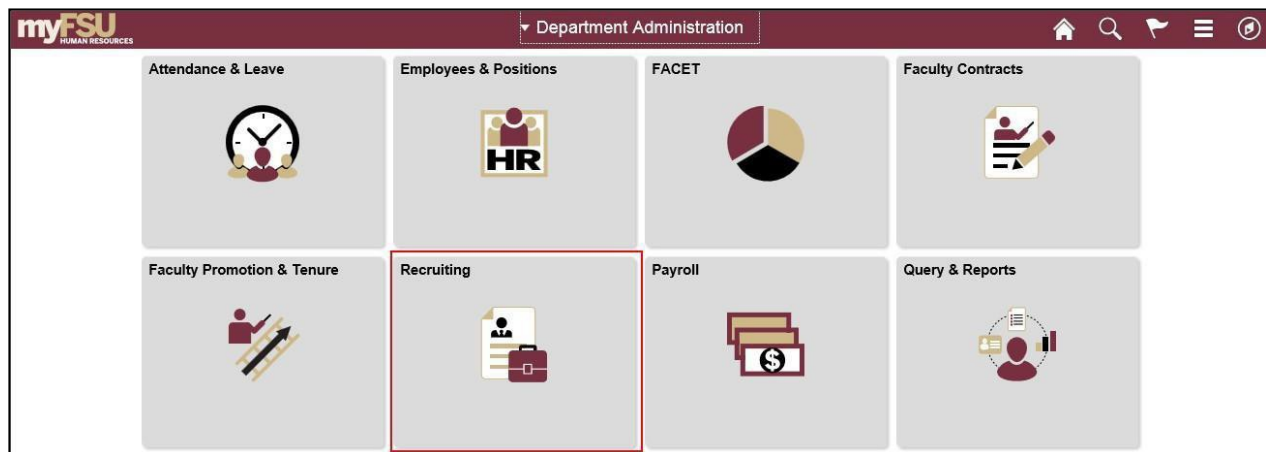 myFSU
HUMAN RESOURCES
Department Administration
Attendance & Leave
Employees & Positions
FACET
Faculty Contracts
HR
Faculty Promotion & Tenure
Recruiting
Payroll
Query & Reports
$